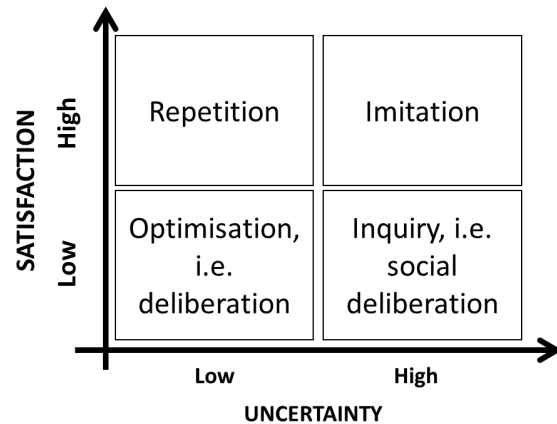 SATISFACTION
High
Low
Repetition
Imitation
Optimisation,
i.e.
deliberation
Inquiry, i.e.
social
deliberation
Low
High
UNCERTAINTY